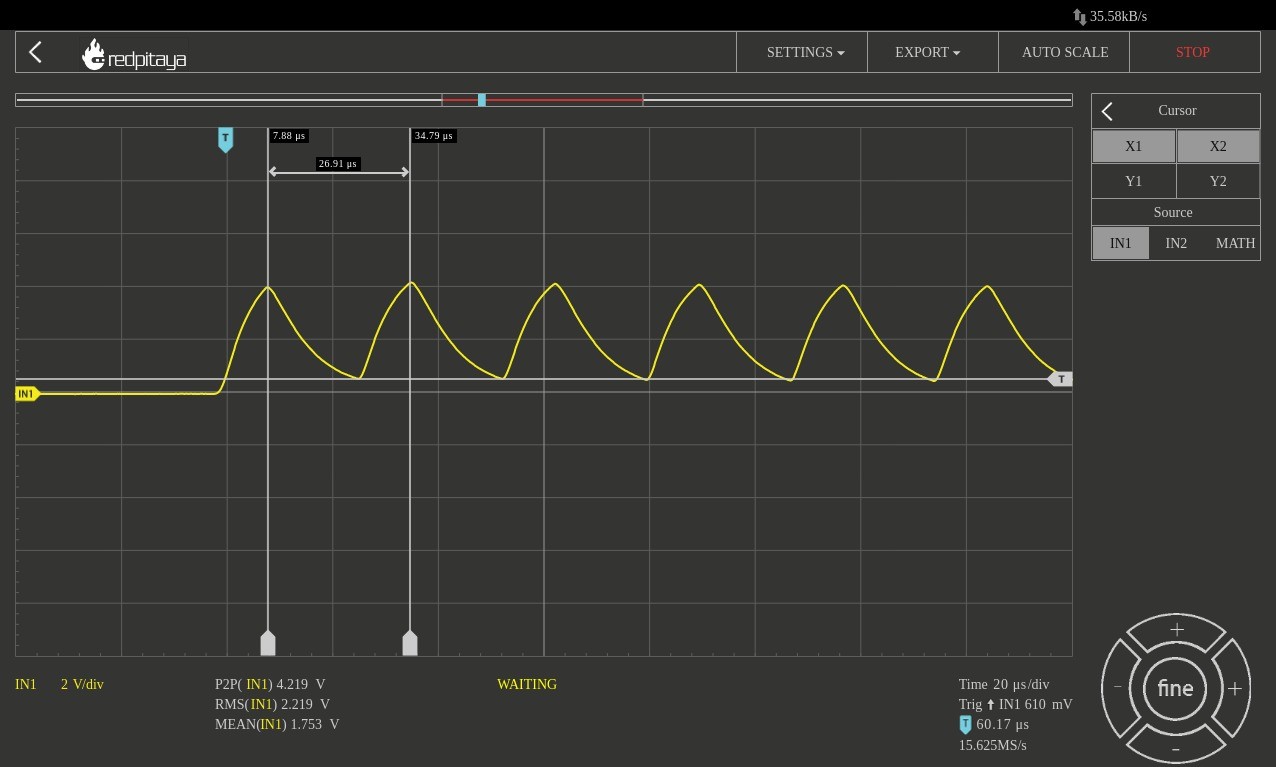 35.58kB/s
redpitaya
SETTINGS
EXPORT
AUTO SCALE
STOP
T
7.88 μs
34.79 μs
26.91 μs
IN1
T
Cursor
X1 X2
Y1 Y2
Source
IN1 IN2 MATH
IN1 2 V/div
P2P( IN1) 4.219 V
RMS(IN1) 2.219 V
MEAN(IN1) 1.753 V
WAITING
Time 20 μs/div
Trig IN1 610 mV
T 60.17 μs
15.625MS/s
+
- fine +
-